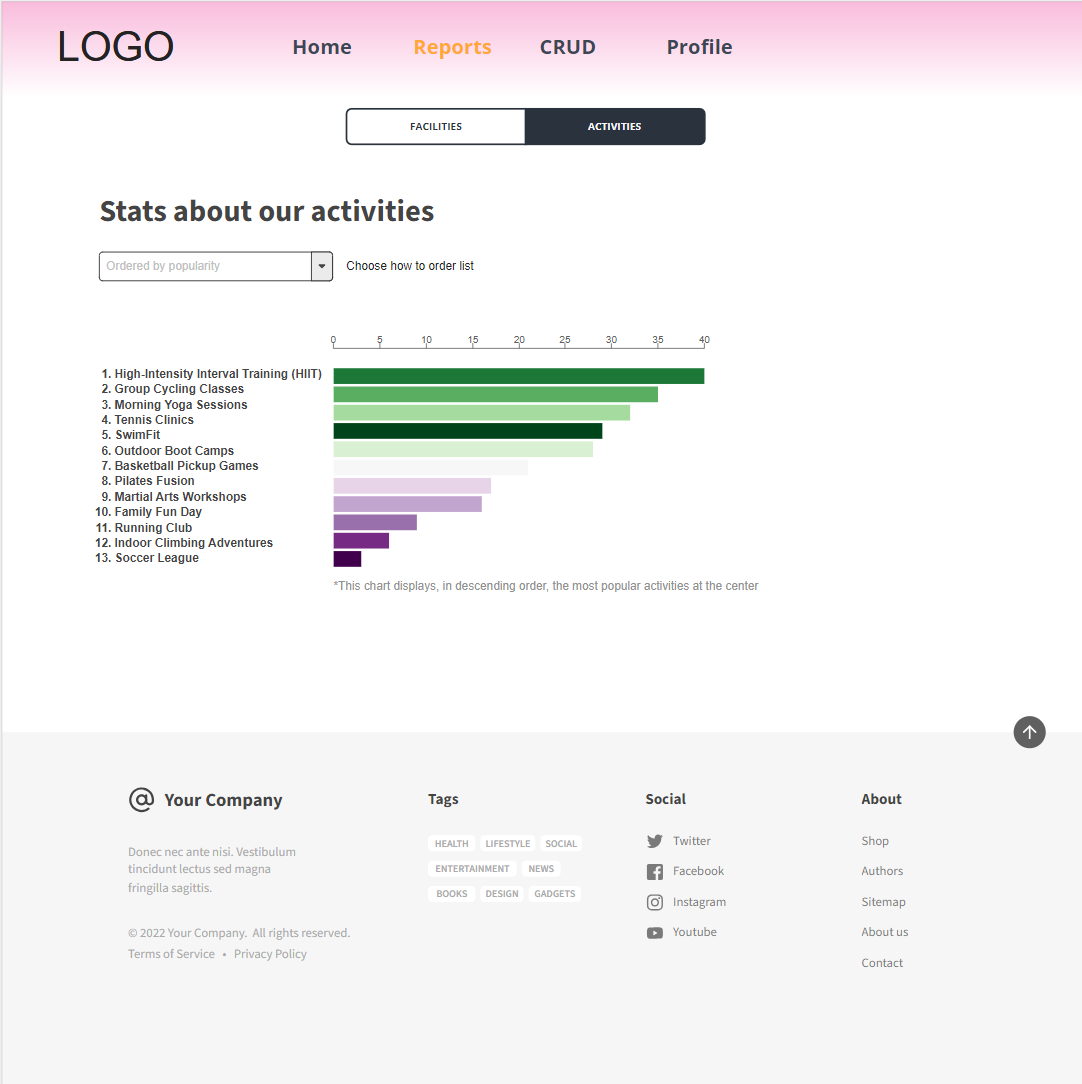 LOGO Home Reports CRUD Profile
FACILITIES ACTIVITIES
Stats about our activities
Ordered by popularity Choose how to order list
0 5 10 15 20 25 30 35 40
1. High-Intensity Interval Training (HIIT)
2. Group Cycling Classes
3. Morning Yoga Sessions
4. Tennis Clinics
5. SwimFit
6. Outdoor Boot Camps
7. Basketball Pickup Games
8. Pilates Fusion
9. Martial Arts Workshops
10. Family Fun Day
11. Running Club
12. Indoor Climbing Adventures
13. Soccer League
*This chart displays, in descending order, the most popular activities at the center
@ Your Company
Donec nec ante nisi. Vestibulum
tincidunt lectus sed magna
fringilla sagittis.
© 2022 Your Company. All rights reserved.
Terms of Service • Privacy Policy
Tags
HEALTH LIFESTYLE SOCIAL
ENTERTAINMENT NEWS
BOOKS DESIGN GADGETS
Social
Twitter
Facebook
Instagram
Youtube
About
Shop
Authors
Sitemap
About us
Contact